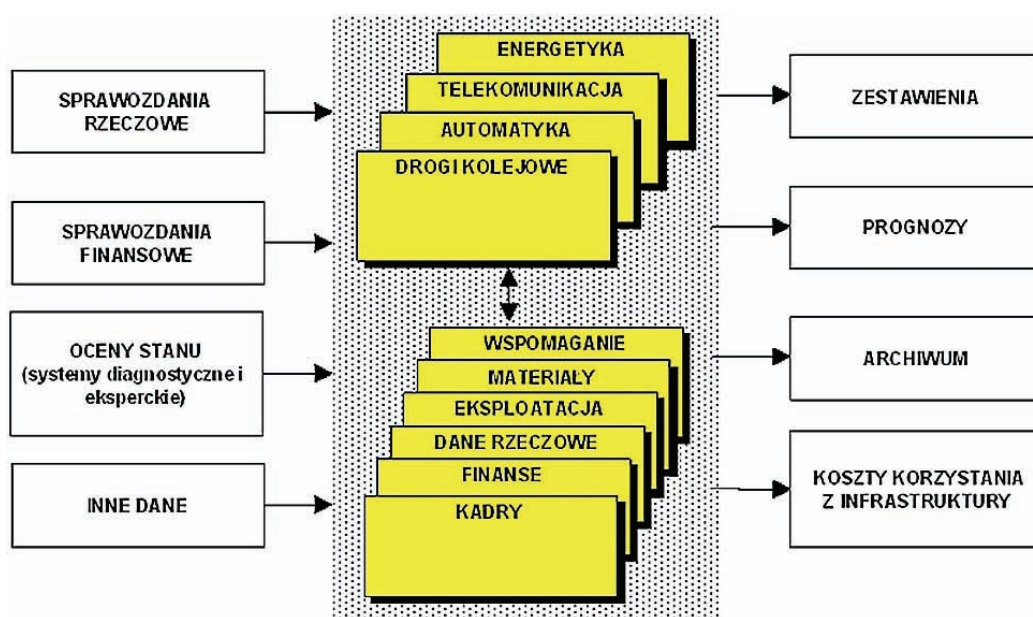 SPRAWOZDANIA
RZECZOWE
SPRAWOZDANIA
FINANSOWE
OCENY STANU
(systemy diagnostyczne i
eksperckie)
INNE DANE
ENERGETYKA
TELEKOMUNIKACJA
AUTOMATYKA
DROGI KOLEJOWE
WSPOMAGANIE
MATERIAŁY
EKSPLOATACJA
DANE RZECZOWE
FINANSE
KADRY
ZESTAWIENIA
PROGNOZY
ARCHIWUM
KOSZTY KORZYSTANIA
Z INFRASTRUKTURY